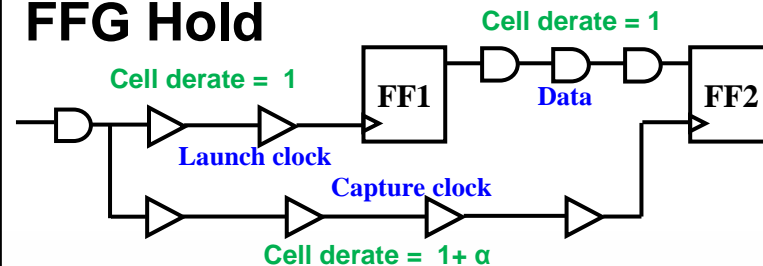 FFG Hold
Cell derate = 1
Cell derate = 1
FF1
Data
FF2
Launch clock
Capture clock
Cell derate = 1+ α